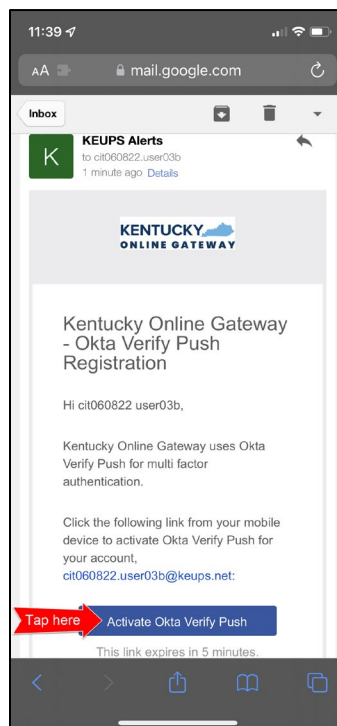 11:39
AA mail.google.com
Inbox
K
KEUPS Alerts
to cit060822.user03b
1 minute ago Details
KENTUCKY
ONLINE GATEWAY
Kentucky Online Gateway
- Okta Verify Push
Registration
Hi cit060822 user03b,
Kentucky Online Gateway uses Okta
Verify Push for multi factor
authentication.
Click the following link from your mobile
device to activate Okta Verify Push for
your account,
cit060822.user03b@keups.net:
Tap here Activate Okta Verify Push
This link expires in 5 minutes.